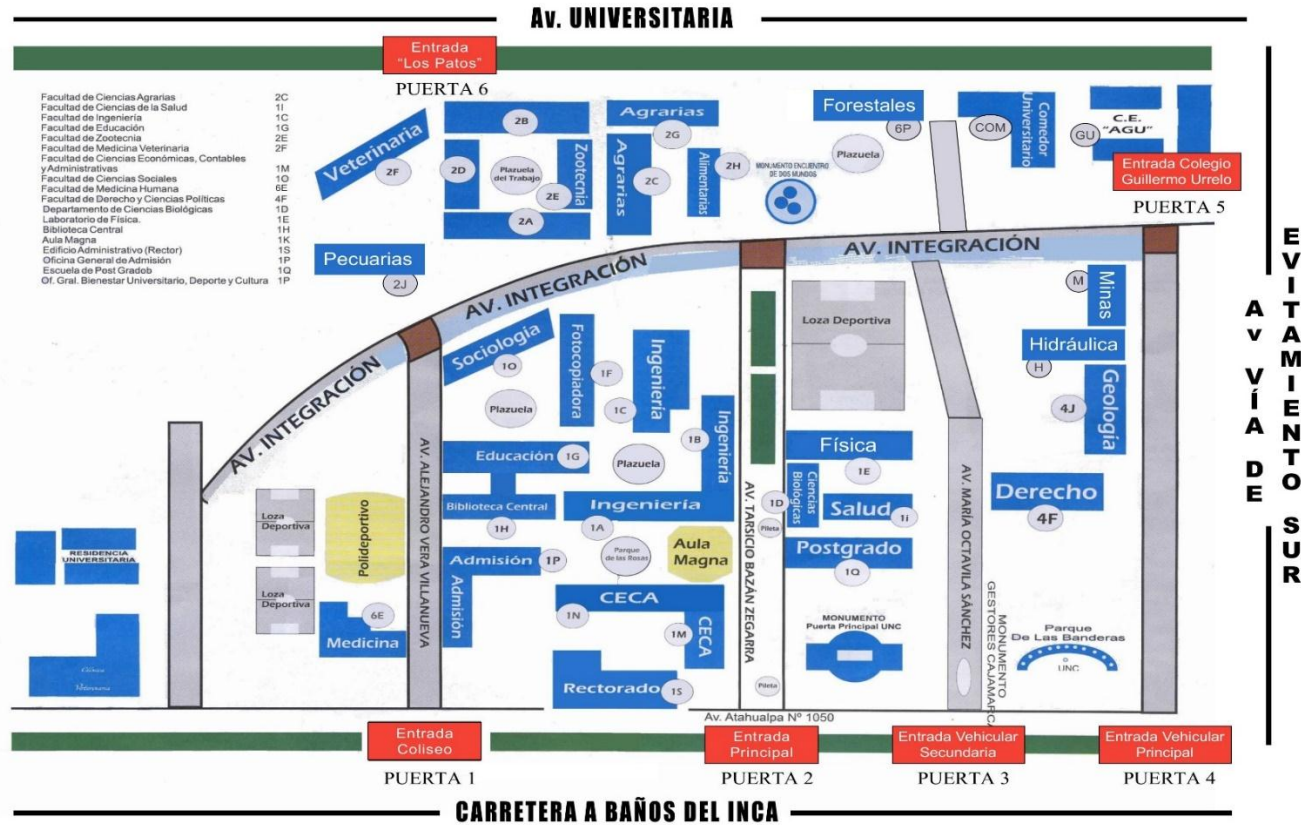 Av. UNIVERSITARIA
Entrada
"Los Patos"
PUERTA 6
Facultad de Ciencias Agrarias 2C
Facultad de Ciencias de la Salud 1I
Facultad de Ingeniería 1C
Facultad de Educación 1G
Facultad de Zootecnia 2E
Facultad de Medicina Veterinaria 2F
Facultad de Ciencias Económicas, Contables
y Administrativas 1M
Facultad de Ciencias Sociales 1O
Facultad de Medicina Humana 6E
Facultad de Derecho y Ciencias Políticas 4F
Departamento de Ciencias Biológicas 1D
Laboratorio de Física. 1E
Biblioteca Central 1H
Aula Magna 1K
Edificio Administrativo (Rector) 1S
Oficina General de Admisión 1P
Escuela de Post Gradob 1Q
Of. Gral. Bienestar Universitario, Deporte y Cultura 1P
Veterinaria
2F
2B
2D
Plazuela
del Trabajo
Zootecnia
2E
2A
Agrarias
2G
Agrarias
2C
Alimentarias
2H
MONUMENTO ENCUENTRO
DE DOS MUNDOS
Forestales
6P
Plazuela
COM
Comedor
Universitario
GU
C.E.
"AGU"
Entrada Colegio
Guillermo Urrelo
PUERTA 5
Pecuarias
2J
AV. INTEGRACIÓN
AV. INTEGRACIÓN
AV. INTEGRACIÓN
Sociología
1O
Plazuela
Fotocopiadora
1F
Ingeniería
1C
Plazuela
1B
Ingeniería
Educación
1G
Biblioteca Central
1H
Ingeniería
1A
Parque
de las Rosas
Aula
Magna
Admisión
1P
Admisión
CECA
1N
1M
CECA
Rectorado
1S
Loza
Deportiva
Loza
Deportiva
Polideportivo
6E
Medicina
RESIDENCIA
UNIVERSITARIA
Clínica
Veterinaria
AV. ALEJANDRO VERA VILLANUEVA
AV. TARSICIO BAZÁN ZEGARRA
Pileta
Pileta
Loza Deportiva
Física
1E
Ciencias
Biológicas
1D
Salud
1i
Postgrado
1Q
MONUMENTO
Puerta Principal UNC
AV. MARÍA OCTAVILA SÁNCHEZ
MONUMENTO
GESTORES CAJAMARCA
M
Minas
Hidráulica
H
Geologia
4J
Derecho
4F
Parque
De Las Banderas
UNC
Av VÍA DE
EVITAMIENTO SUR
Av. Atahualpa Nº 1050
Entrada
Coliseo
PUERTA 1
Entrada
Principal
PUERTA 2
Entrada Vehicular
Secundaria
PUERTA 3
Entrada Vehicular
Principal
PUERTA 4
CARRETERA A BAÑOS DEL INCA